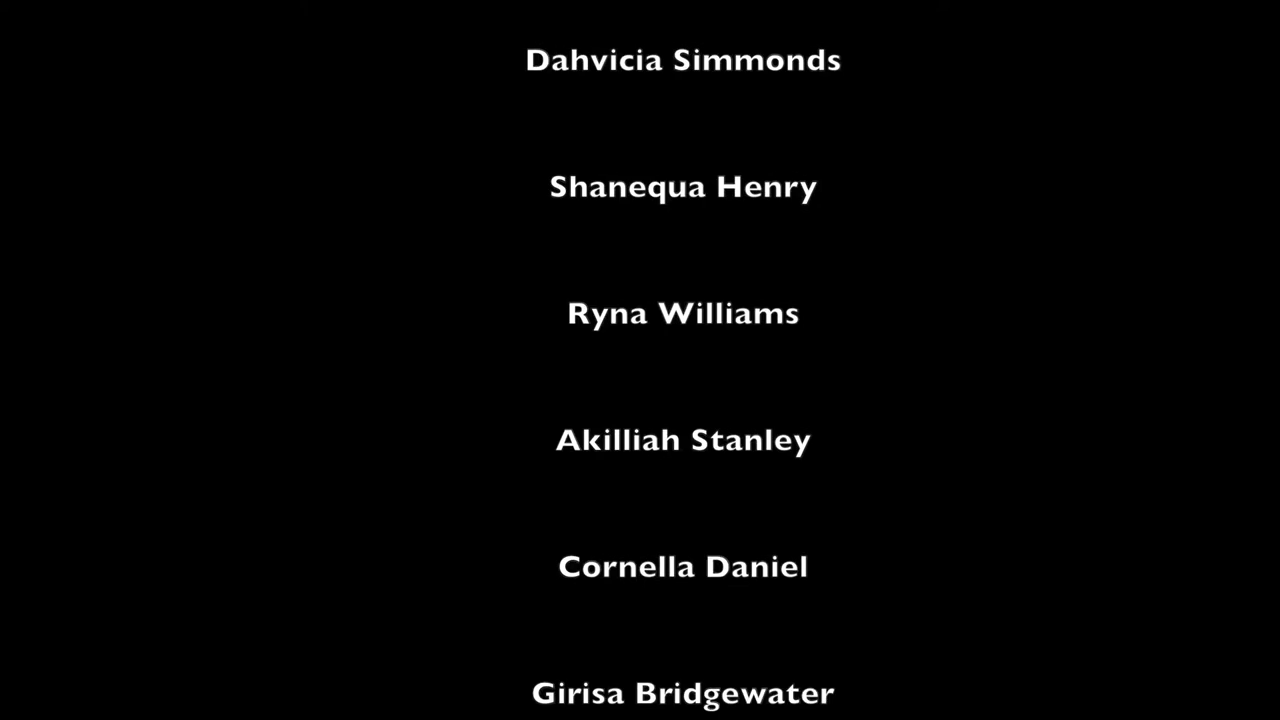 Dahvicia Simmonds
Shanequa Henry
Ryna Williams
Akilliah Stanley
Cornella Daniel
Girisa Bridgewater